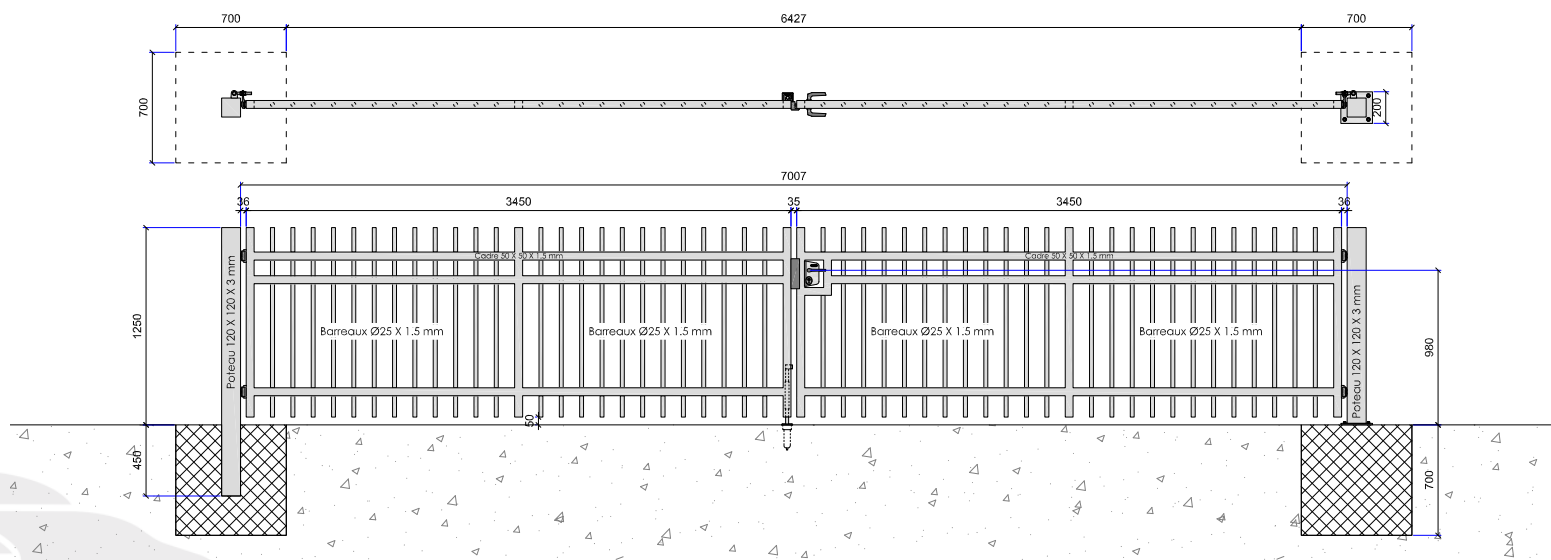 700
6427
700
700
200
7007
36
3450
35
3450
36
Cadre 50 X 50 X 1.5 mm
Cadre 50 X 50 X 1.5 mm
1250
Poteau 120 X 120 X 3 mm
Barreaux Ø25 X 1.5 mm
Barreaux Ø25 X 1.5 mm
Barreaux Ø25 X 1.5 mm
Barreaux Ø25 X 1.5 mm
Poteau 120 X 120 X 3 mm
980
50
450
700